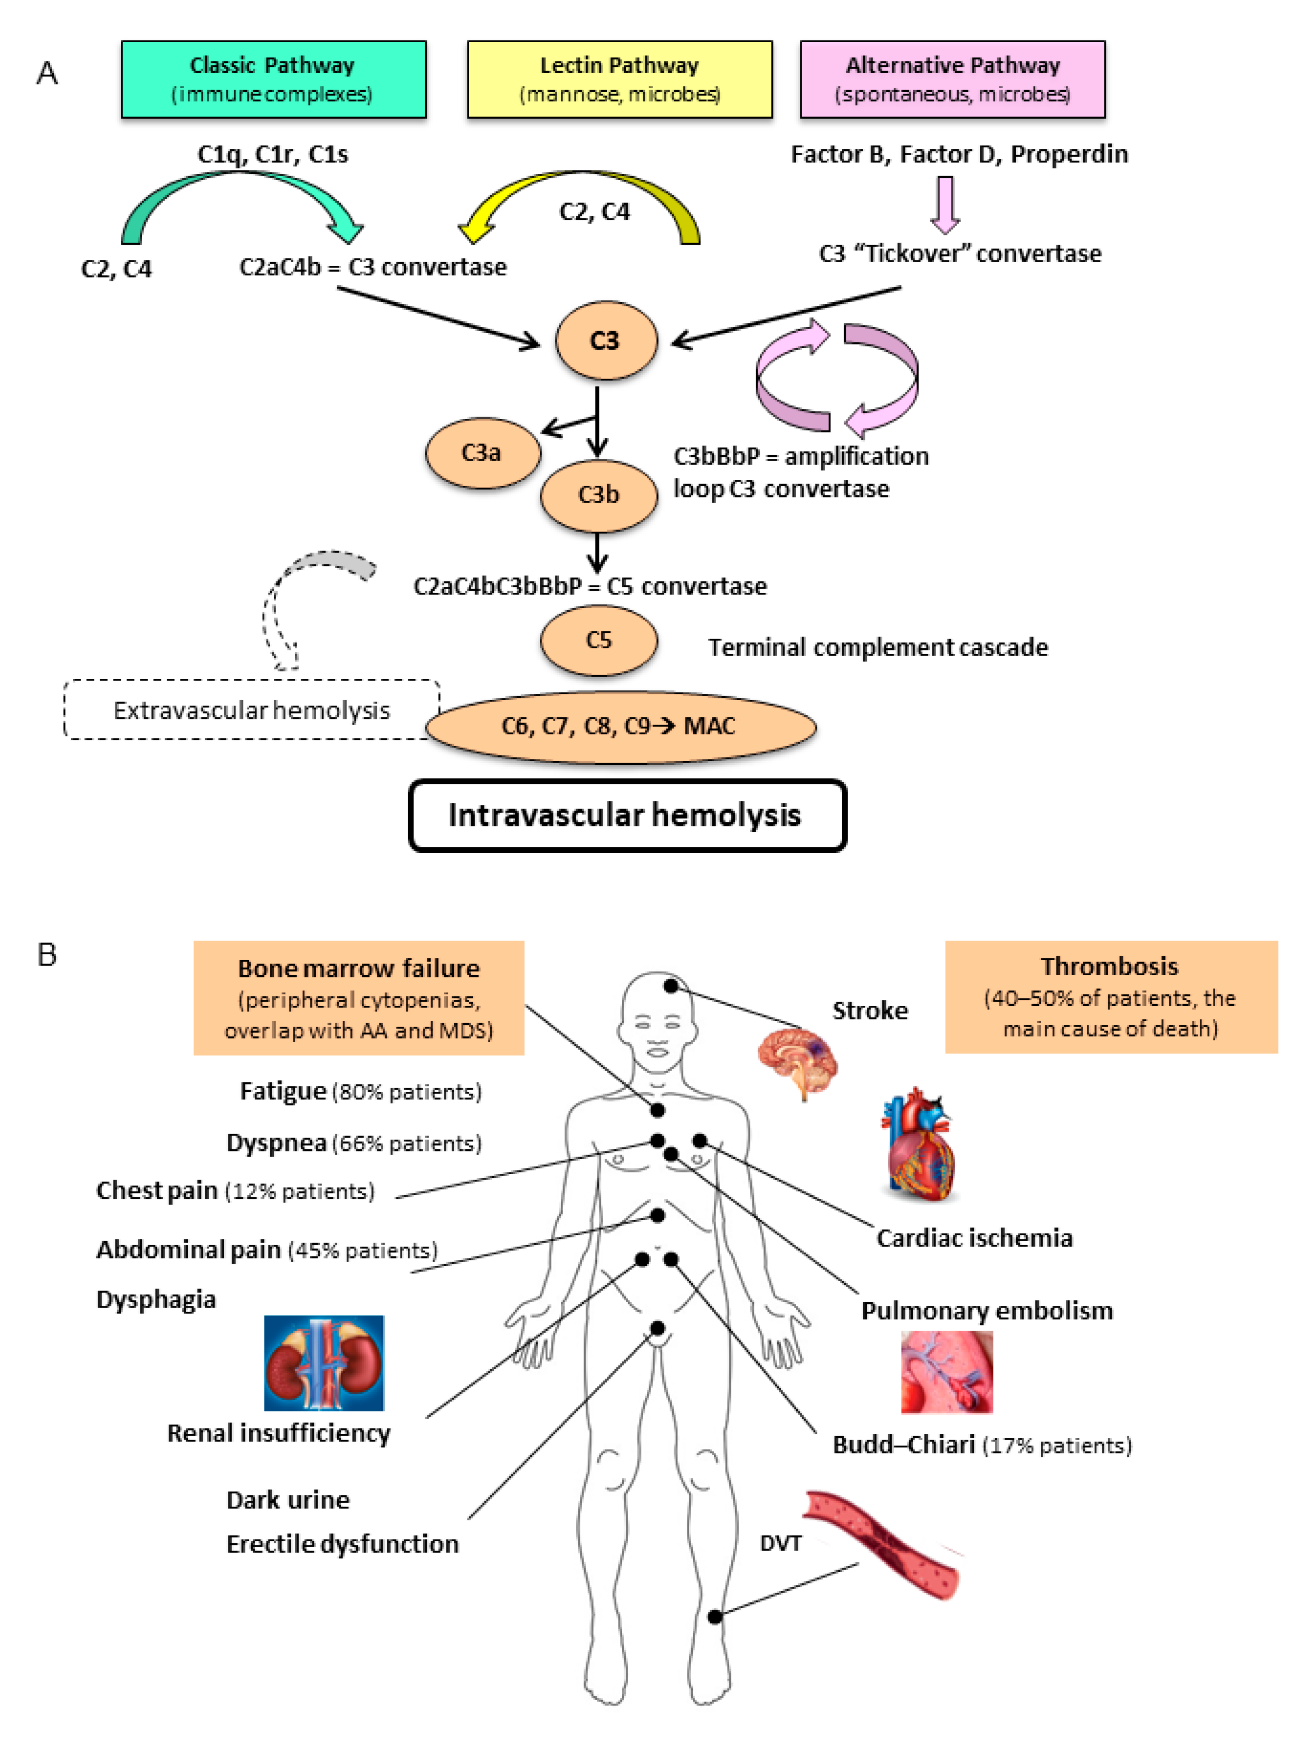 A
Classic Pathway
(immune complexes)
Lectin Pathway
(mannose, microbes)
Alternative Pathway
(spontaneous, microbes)
C1q, C1r, C1s
Factor B, Factor D, Properdin
C2, C4
C2, C4
C2aC4b = C3 convertase
C3 “Tickover” convertase
C3
C3a
C3b
C3bBbP = amplification
loop C3 convertase
C2aC4bC3bBbP = C5 convertase
C5
Terminal complement cascade
Extravascular hemolysis
C6, C7, C8, C9→ MAC
Intravascular hemolysis
B
Bone marrow failure
(peripheral cytopenias,
overlap with AA and MDS)
Thrombosis
(40–50% of patients, the
main cause of death)
Stroke
Fatigue (80% patients)
Dyspnea (66% patients)
Chest pain (12% patients)
Cardiac ischemia
Abdominal pain (45% patients)
Dysphagia
Pulmonary embolism
Renal insufficiency
Budd–Chiari (17% patients)
Dark urine
Erectile dysfunction
DVT